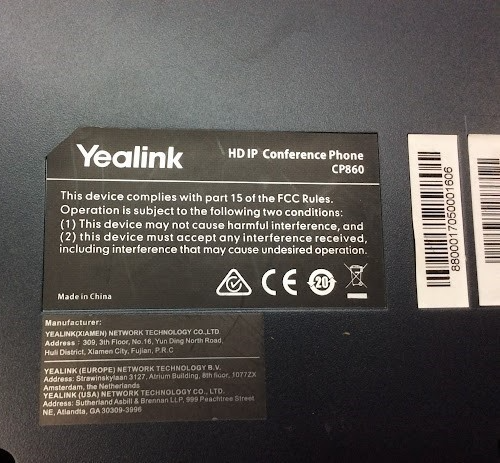 Yealink
HD IP Conference Phone
CP860
This device complies with part 15 of the FCC Rules.
Operation is subject to the following two conditions:
(1) This device may not cause harmful interference, and
(2) this device must accept any interference received,
including interference that may cause undesired operation.
20
Made in China
8800017050001606
Manufacturer:
YEALINK(XIAMEN) NETWORK TECHNOLOGY CO.,LTD
Address : 309, 3th Floor, No.16, Yun Ding North Road,
Huli District, Xiamen City, Fujian, P.R.C
YEALINK (EUROPE) NETWORK TECHNOLOGY B.V.
Address: Strawinskylaan 3127, Atrium Building, 8th floor, 1077ZX
Amsterdam, the Netherlands
YEALINK (USA) NETWORK TECHNOLOGY CO., LTD.
Address: Sutherland Asbill & Brennan LLP, 999 Peachtree Street
NE, Atlandta, GA 30309-3996